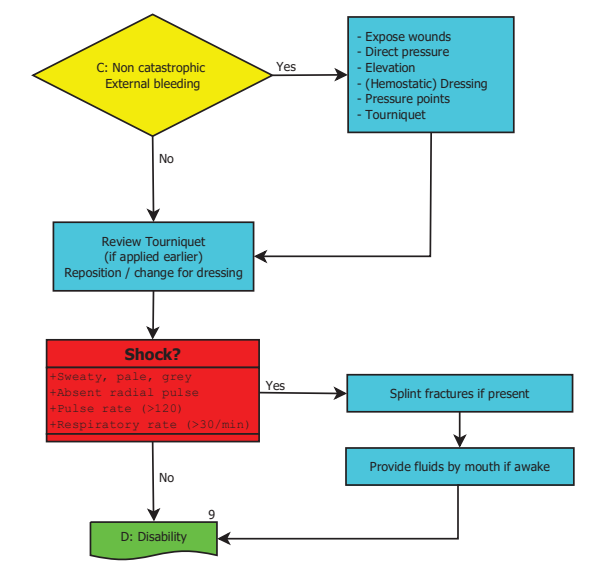 C: Non catastrophic
External bleeding
Yes
- Expose wounds
- Direct pressure
- Elevation
- (Hemostatic) Dressing
- Pressure points
- Tourniquet
No
Review Tourniquet
(if applied earlier)
Reposition / change for dressing
Shock?
+Sweaty, pale, grey
+Absent radial pulse
+Pulse rate (>120)
+Respiratory rate (>30/min)
Yes
Splint fractures if present
Provide fluids by mouth if awake
No
9
D: Disability